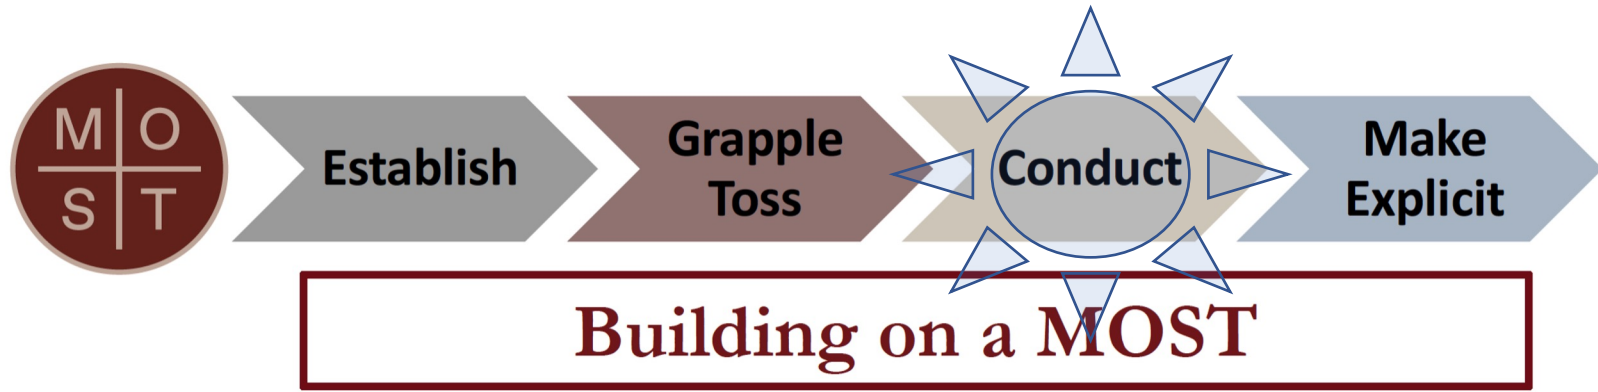 M O
S T
Establish
Grapple
Toss
Conduct
Make
Explicit
Building on a MOST